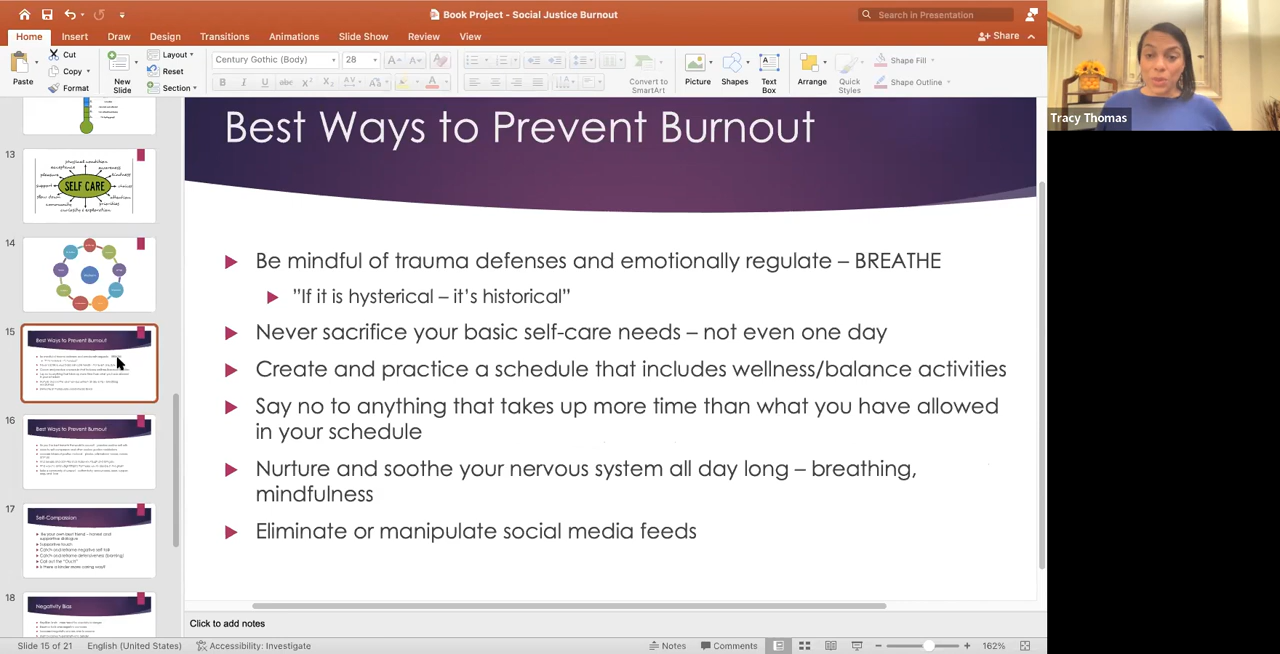 Book Project - Social Justice Burnout
Search in Presentation
Home Insert Draw Design Transitions Animations Slide Show Review View
Share
Paste
Cut
Copy
Format
New
Slide
Layout
Reset
Section
Century Gothic (Body) 28
Convert to
SmartArt
Picture
Shapes
Text
Box
Arrange
Quick
Styles
Shape Fill
Shape Outline
Tracy Thomas
13
SELF CARE
14
15
Best Ways to Prevent Burnout
16
Best Ways to Prevent Burnout
17
Self-Compassion
18
Negativity Bias
Best Ways to Prevent Burnout
Be mindful of trauma defenses and emotionally regulate – BREATHE
"If it is hysterical – it's historical"
Never sacrifice your basic self-care needs – not even one day
Create and practice a schedule that includes wellness/balance activities
Say no to anything that takes up more time than what you have allowed
in your schedule
Nurture and soothe your nervous system all day long – breathing,
mindfulness
Eliminate or manipulate social media feeds
Click to add notes
Slide 15 of 21 English (United States) Accessibility: Investigate
Notes Comments 162%